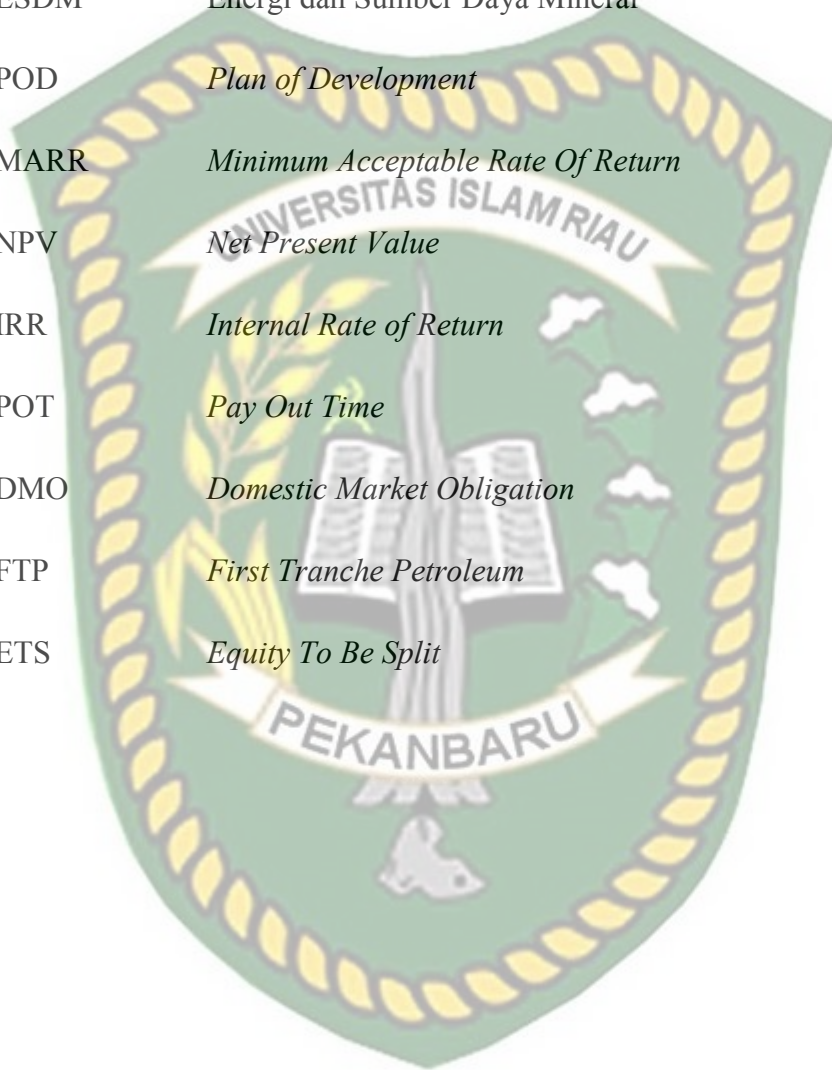 ESDM Energi dan Sumber Daya Mineral
POD Plan of Development
MARR Minimum Acceptable Rate Of Return
UNIVERSITAS ISLAM RIAU
NPV Net Present Value
IRR Internal Rate of Return
POT Pay Out Time
DMO Domestic Market Obligation
FTP First Tranche Petroleum
ETS Equity To Be Split
PEKANBARU